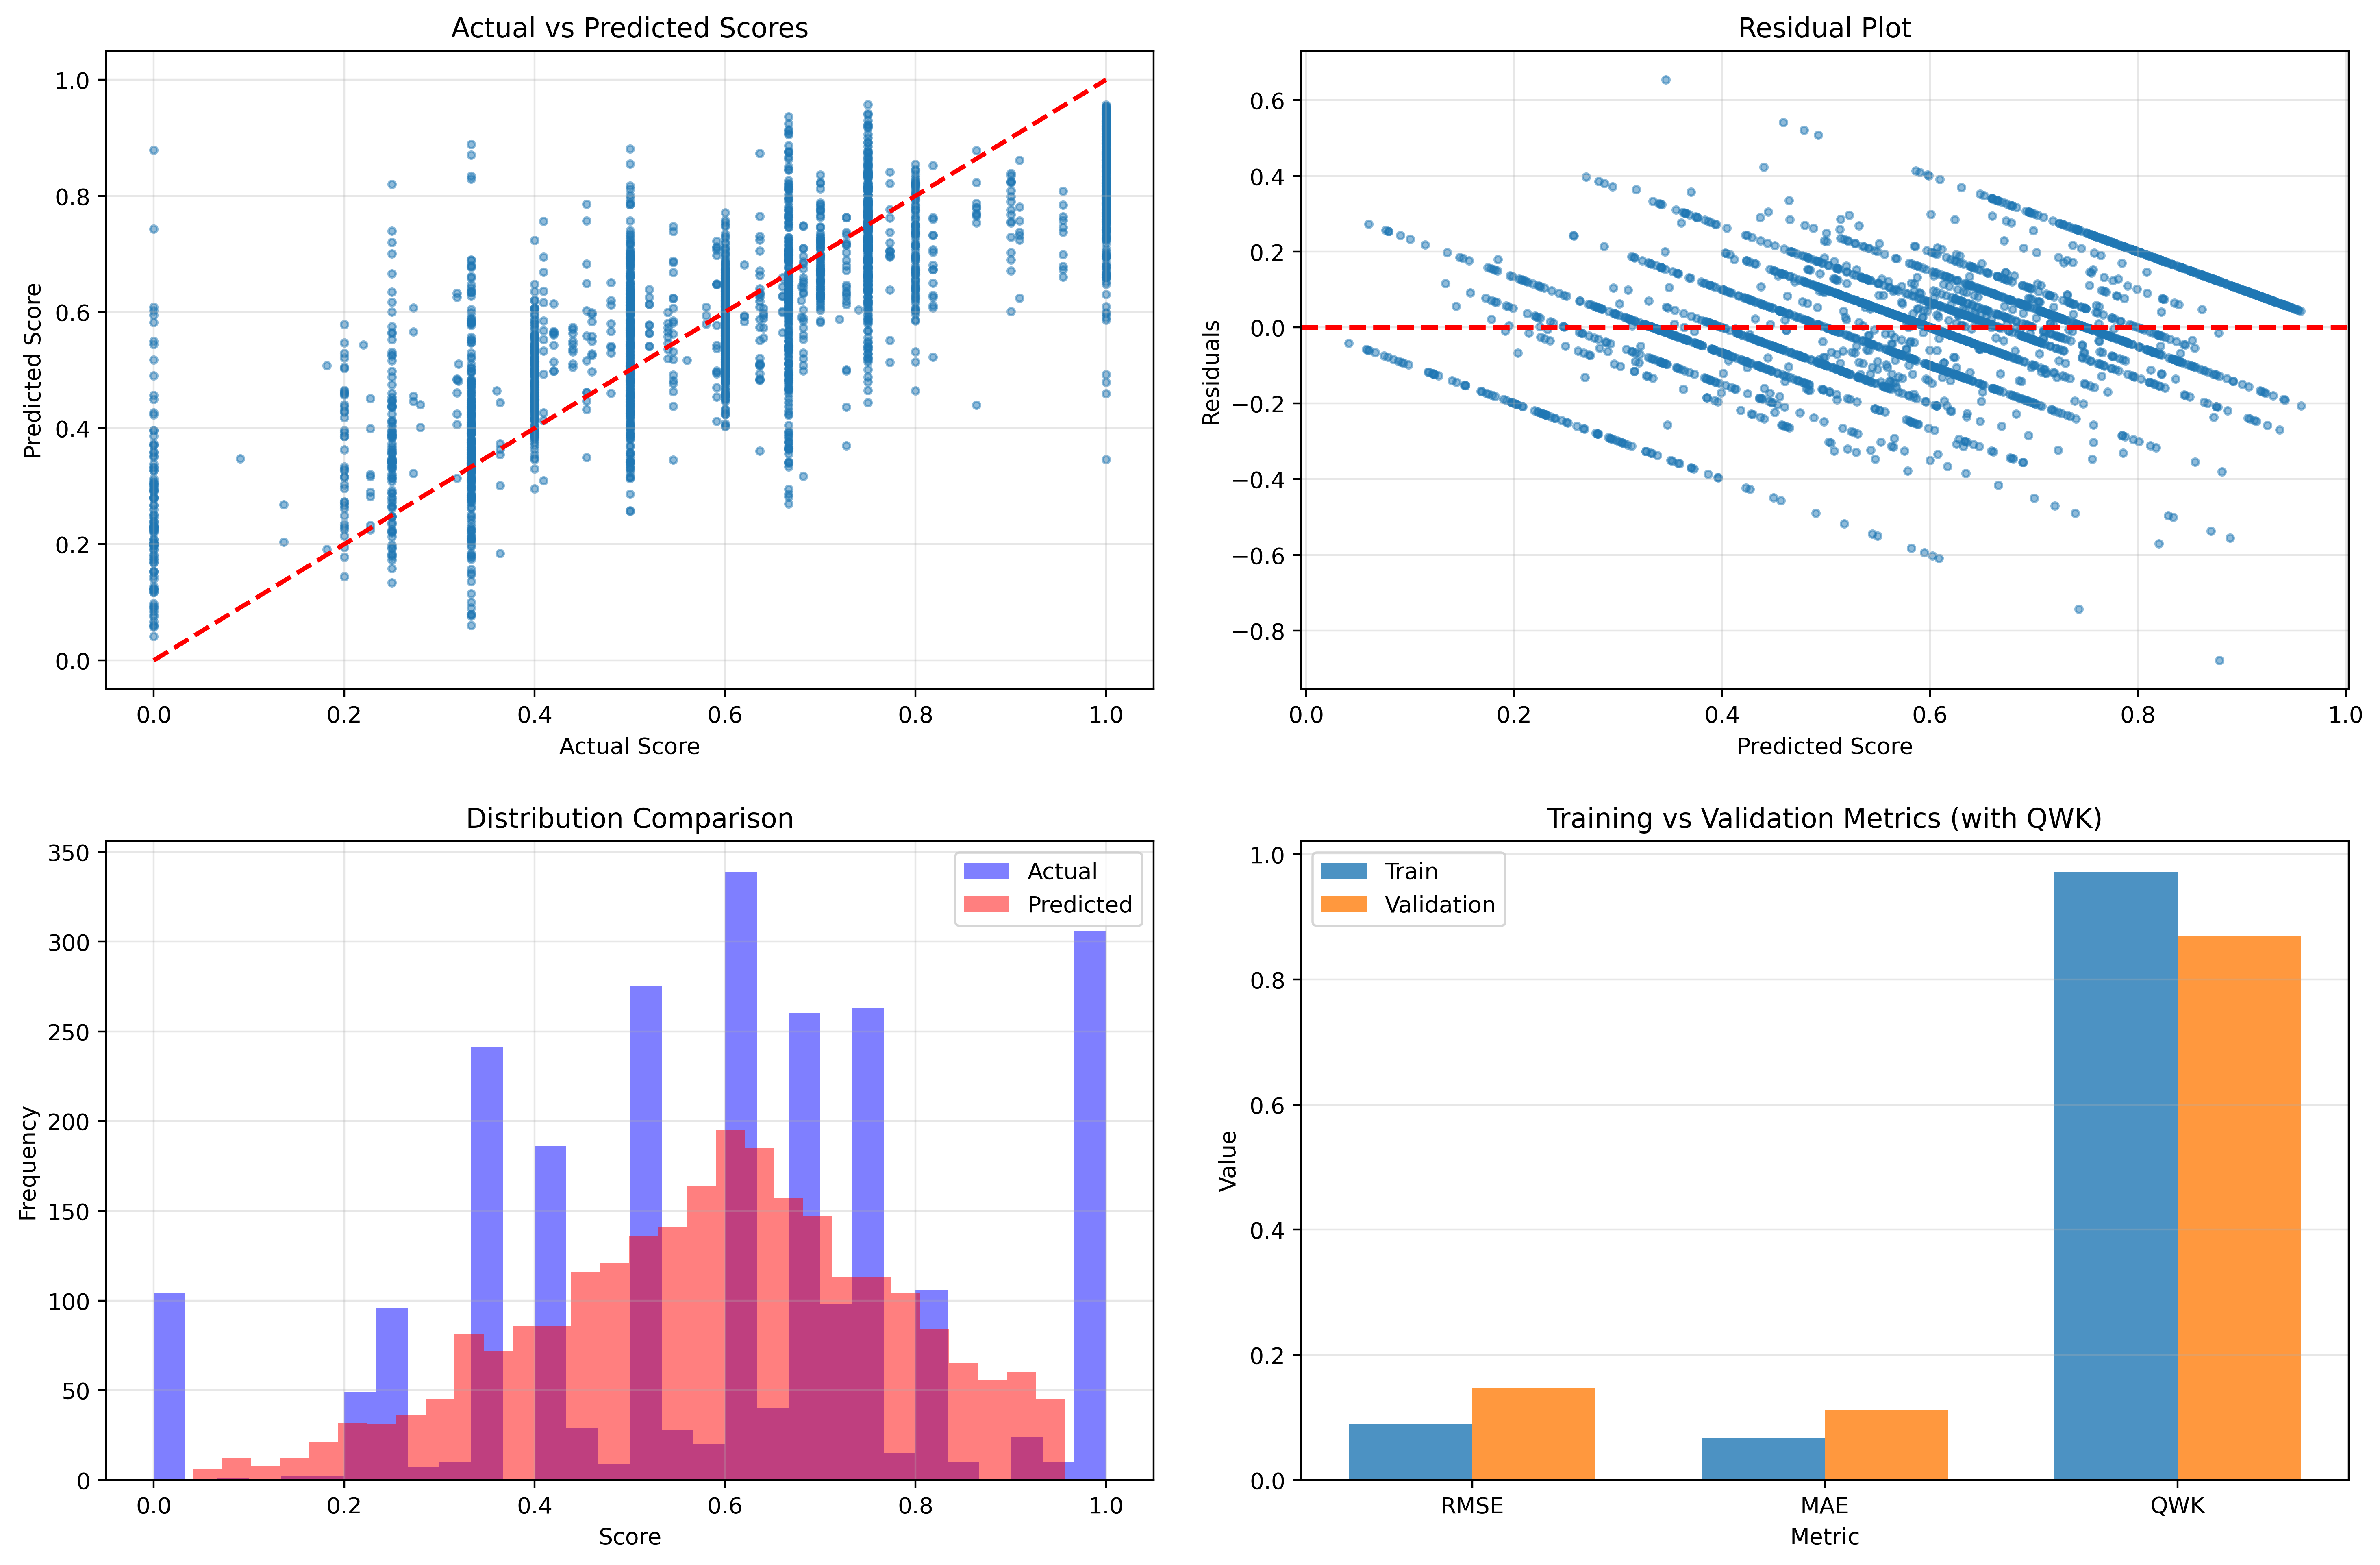 Actual vs Predicted Scores
1.0
0.8
0.6
0.4
0.2
0.0
Predicted Score
0.0 0.2 0.4 0.6 0.8 1.0
Actual Score
Residual Plot
0.6
0.4
0.2
0.0
−0.2
−0.4
−0.6
−0.8
Residuals
0.0 0.2 0.4 0.6 0.8 1.0
Predicted Score
Distribution Comparison
Actual
Predicted
350
300
250
200
150
100
50
0
Frequency
0.0 0.2 0.4 0.6 0.8 1.0
Score
Training vs Validation Metrics (with QWK)
Train
Validation
1.0
0.8
0.6
0.4
0.2
0.0
Value
RMSE MAE QWK
Metric